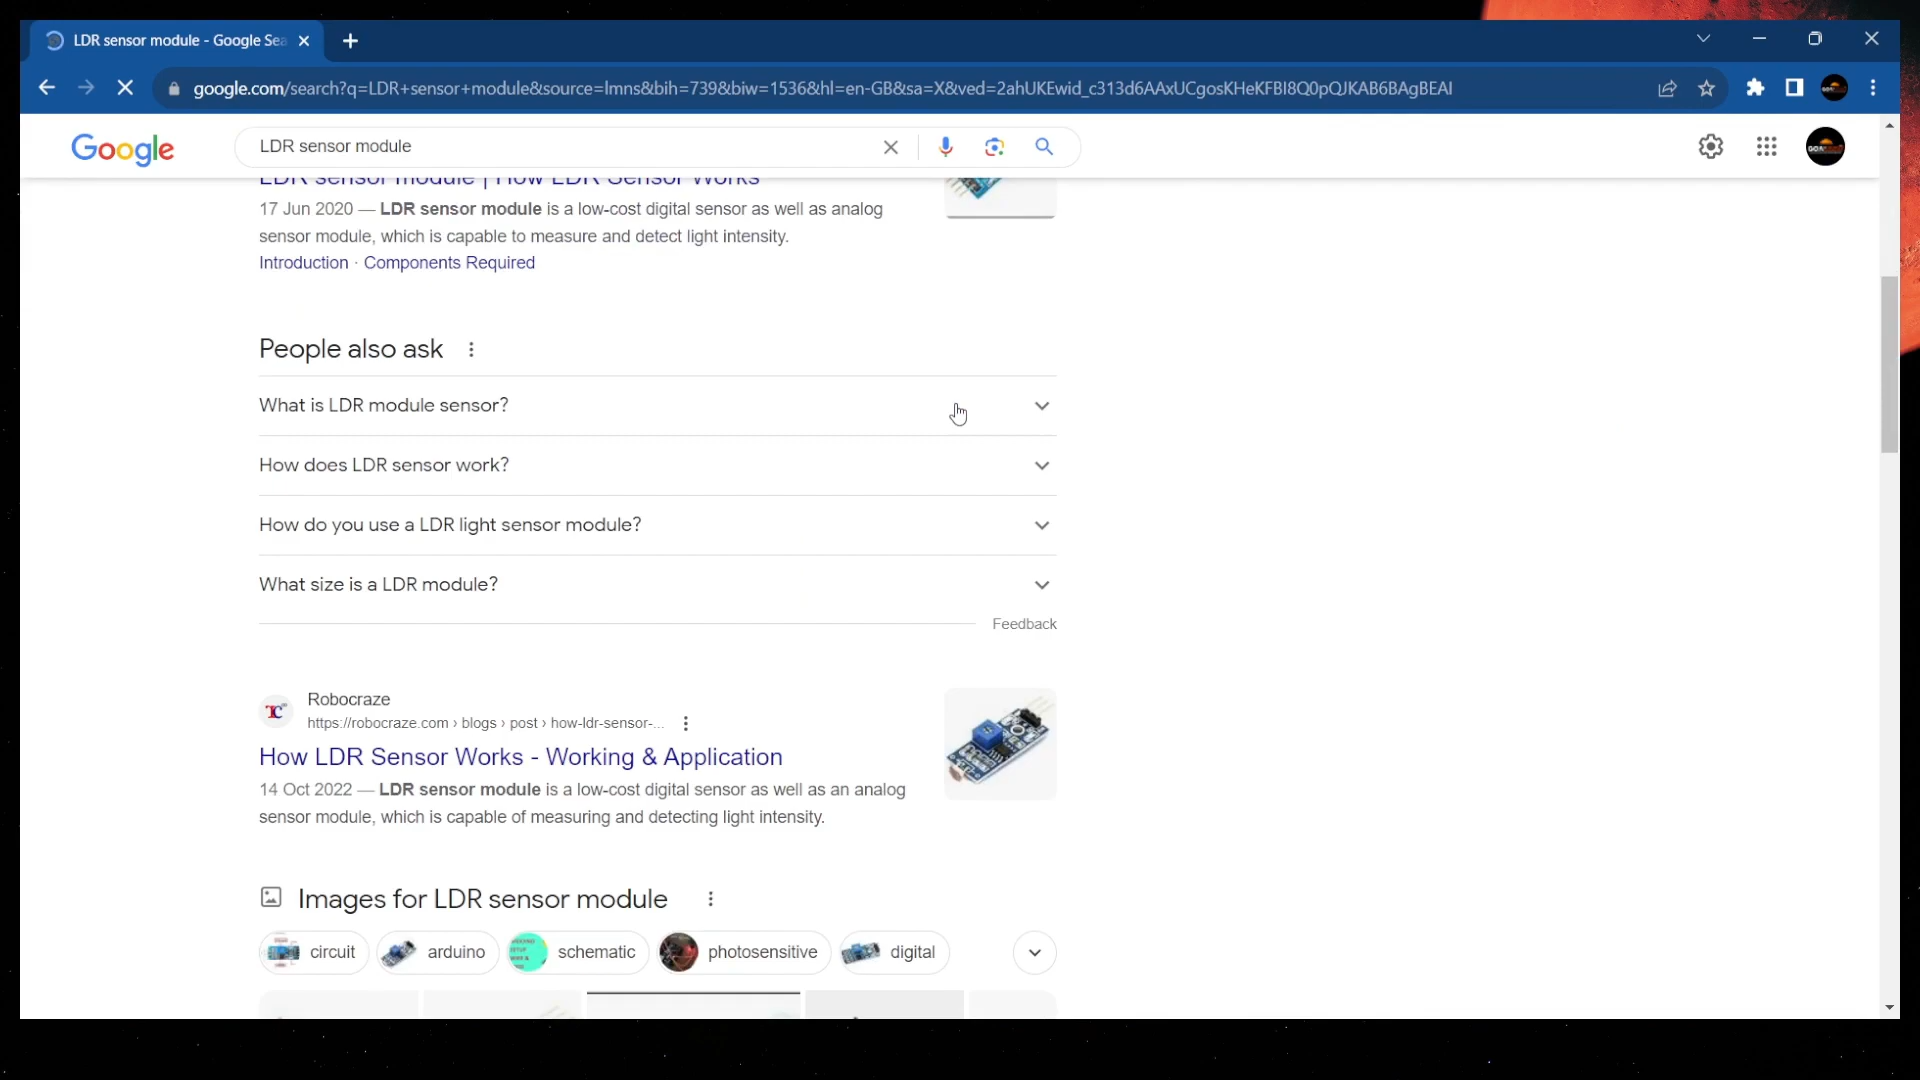 LDR sensor module - Google Sea
google.com/search?q=LDR+sensor+module&source=lmns&bih=739&biw=1536&hl=en-GB&sa=X&ved=2ahUKEwid_c313d6AAxUCgosKHeKFBI8Q0pQJKAB6BAgBEAI
Google
LDR sensor module
LDR sensor module | How LDR Sensor Works
17 Jun 2020 — LDR sensor module is a low-cost digital sensor as well as analog
sensor module, which is capable to measure and detect light intensity.
Introduction · Components Required
People also ask
What is LDR module sensor?
How does LDR sensor work?
How do you use a LDR light sensor module?
What size is a LDR module?
Feedback
Robocraze
https://robocraze.com › blogs › post › how-ldr-sensor-...
How LDR Sensor Works - Working & Application
14 Oct 2022 — LDR sensor module is a low-cost digital sensor as well as an analog
sensor module, which is capable of measuring and detecting light intensity.
Images for LDR sensor module
circuit
arduino
schematic
photosensitive
digital